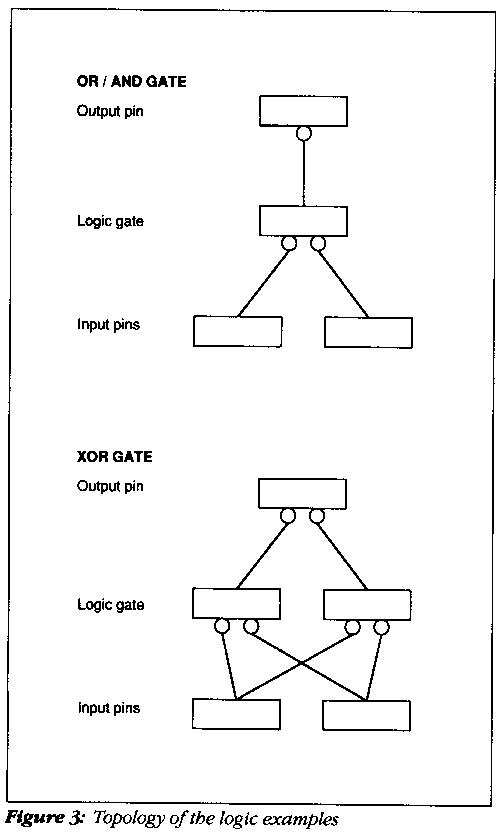 OR / AND GATE
Output pin
Logic gate
Input pins
XOR GATE
Output pin
Logic gate
Input pins
Figure 3: Topology of the logic examples